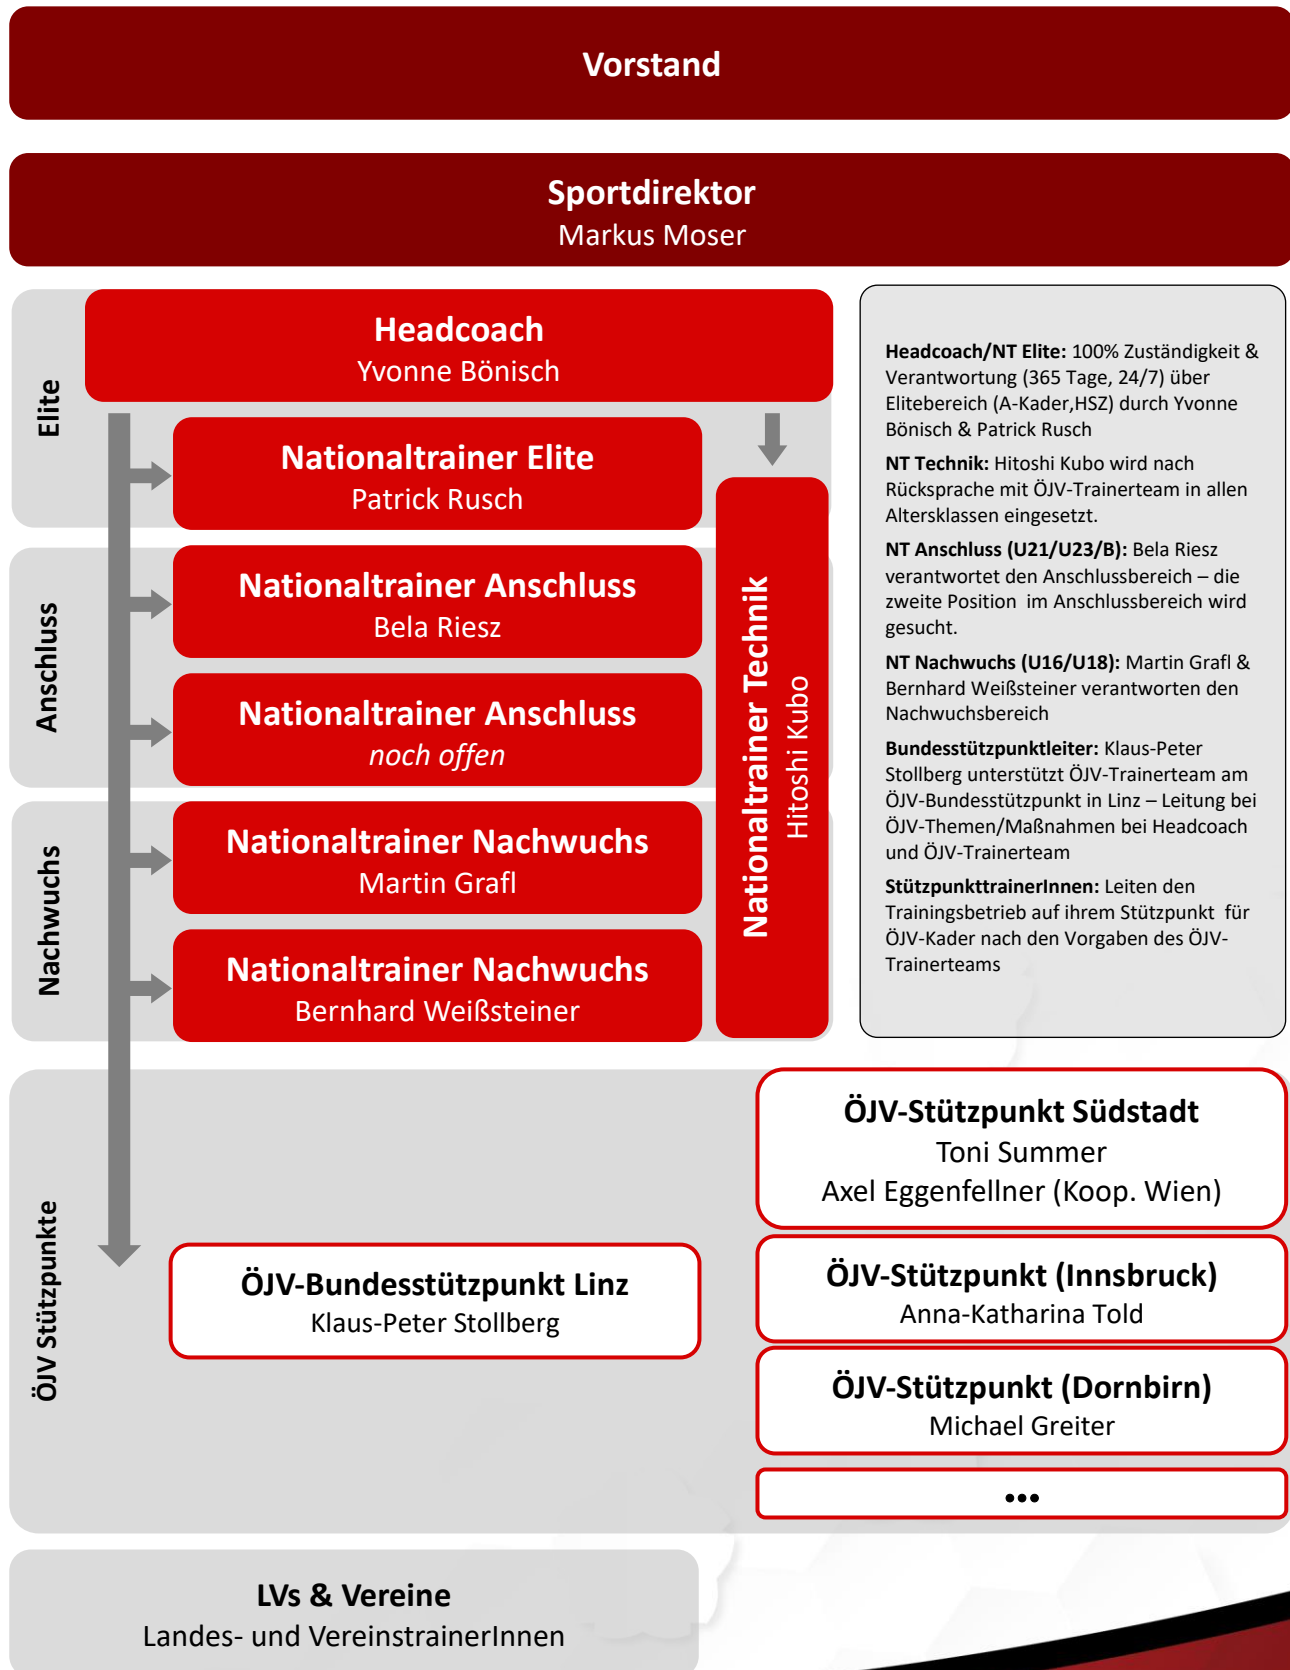 Vorstand
Sportdirektor
Markus Moser
Elite
Headcoach
Yvonne Bönisch
Nationaltrainer Elite
Patrick Rusch
Anschluss
Nationaltrainer Anschluss
Bela Riesz
Nationaltrainer Anschluss
noch offen
Nachwuchs
Nationaltrainer Nachwuchs
Martin Grafl
Nationaltrainer Nachwuchs
Bernhard Weißsteiner
Nationaltrainer Technik
Hitoshi Kubo
Headcoach/NT Elite: 100% Zuständigkeit &
Verantwortung (365 Tage, 24/7) über
Elitebereich (A-Kader,HSZ) durch Yvonne
Bönisch & Patrick Rusch
NT Technik: Hitoshi Kubo wird nach
Rücksprache mit ÖJV-Trainerteam in allen
Altersklassen eingesetzt.
NT Anschluss (U21/U23/B): Bela Riesz
verantwortet den Anschlussbereich – die
zweite Position im Anschlussbereich wird
gesucht.
NT Nachwuchs (U16/U18): Martin Grafl &
Bernhard Weißsteiner verantworten den
Nachwuchsbereich
Bundesstützpunktleiter: Klaus-Peter
Stollberg unterstützt ÖJV-Trainerteam am
ÖJV-Bundesstützpunkt in Linz – Leitung bei
ÖJV-Themen/Maßnahmen bei Headcoach
und ÖJV-Trainerteam
StützpunkttrainerInnen: Leiten den
Trainingsbetrieb auf ihrem Stützpunkt für
ÖJV-Kader nach den Vorgaben des ÖJV-
Trainerteams
ÖJV Stützpunkte
ÖJV-Bundesstützpunkt Linz
Klaus-Peter Stollberg
ÖJV-Stützpunkt Südstadt
Toni Summer
Axel Eggenfellner (Koop. Wien)
ÖJV-Stützpunkt (Innsbruck)
Anna-Katharina Told
ÖJV-Stützpunkt (Dornbirn)
Michael Greiter
...
LVs & Vereine
Landes- und VereinstrainerInnen